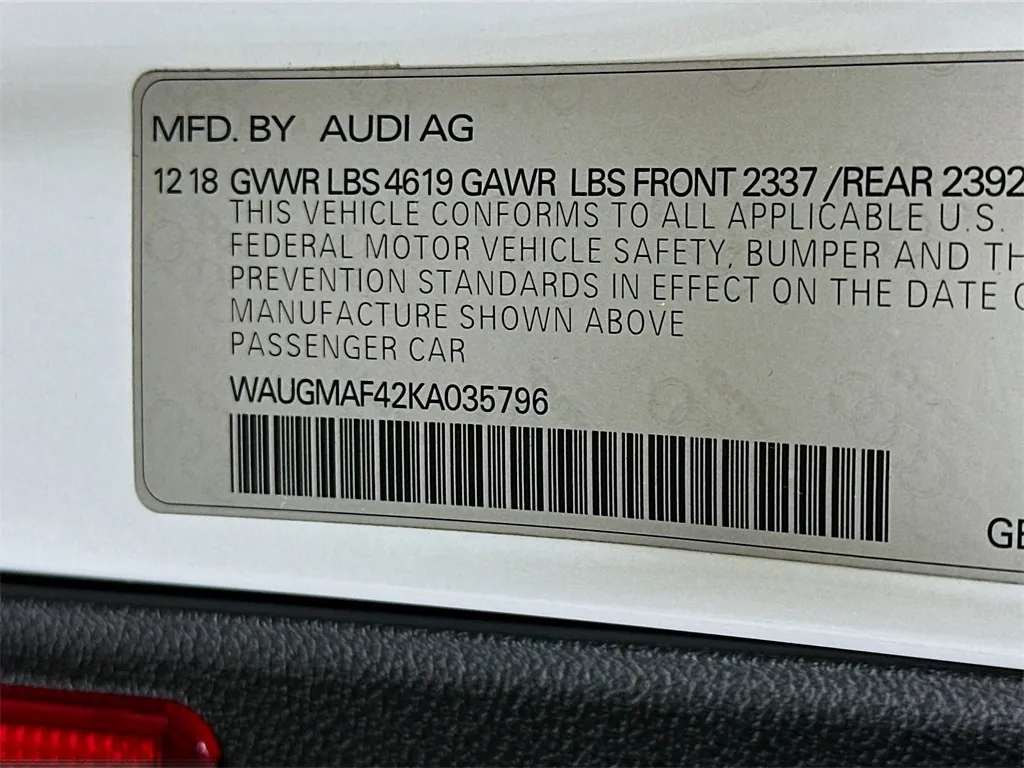 MFD. BY AUDI AG
12 18 GVWR LBS 4619 GAWR LBS FRONT 2337 /REAR 2392
THIS VEHICLE CONFORMS TO ALL APPLICABLE U.S.
FEDERAL MOTOR VEHICLE SAFETY, BUMPER AND TH
PREVENTION STANDARDS IN EFFECT ON THE DATE O
MANUFACTURE SHOWN ABOVE
PASSENGER CAR
WAUGMAF42KA035796
GE